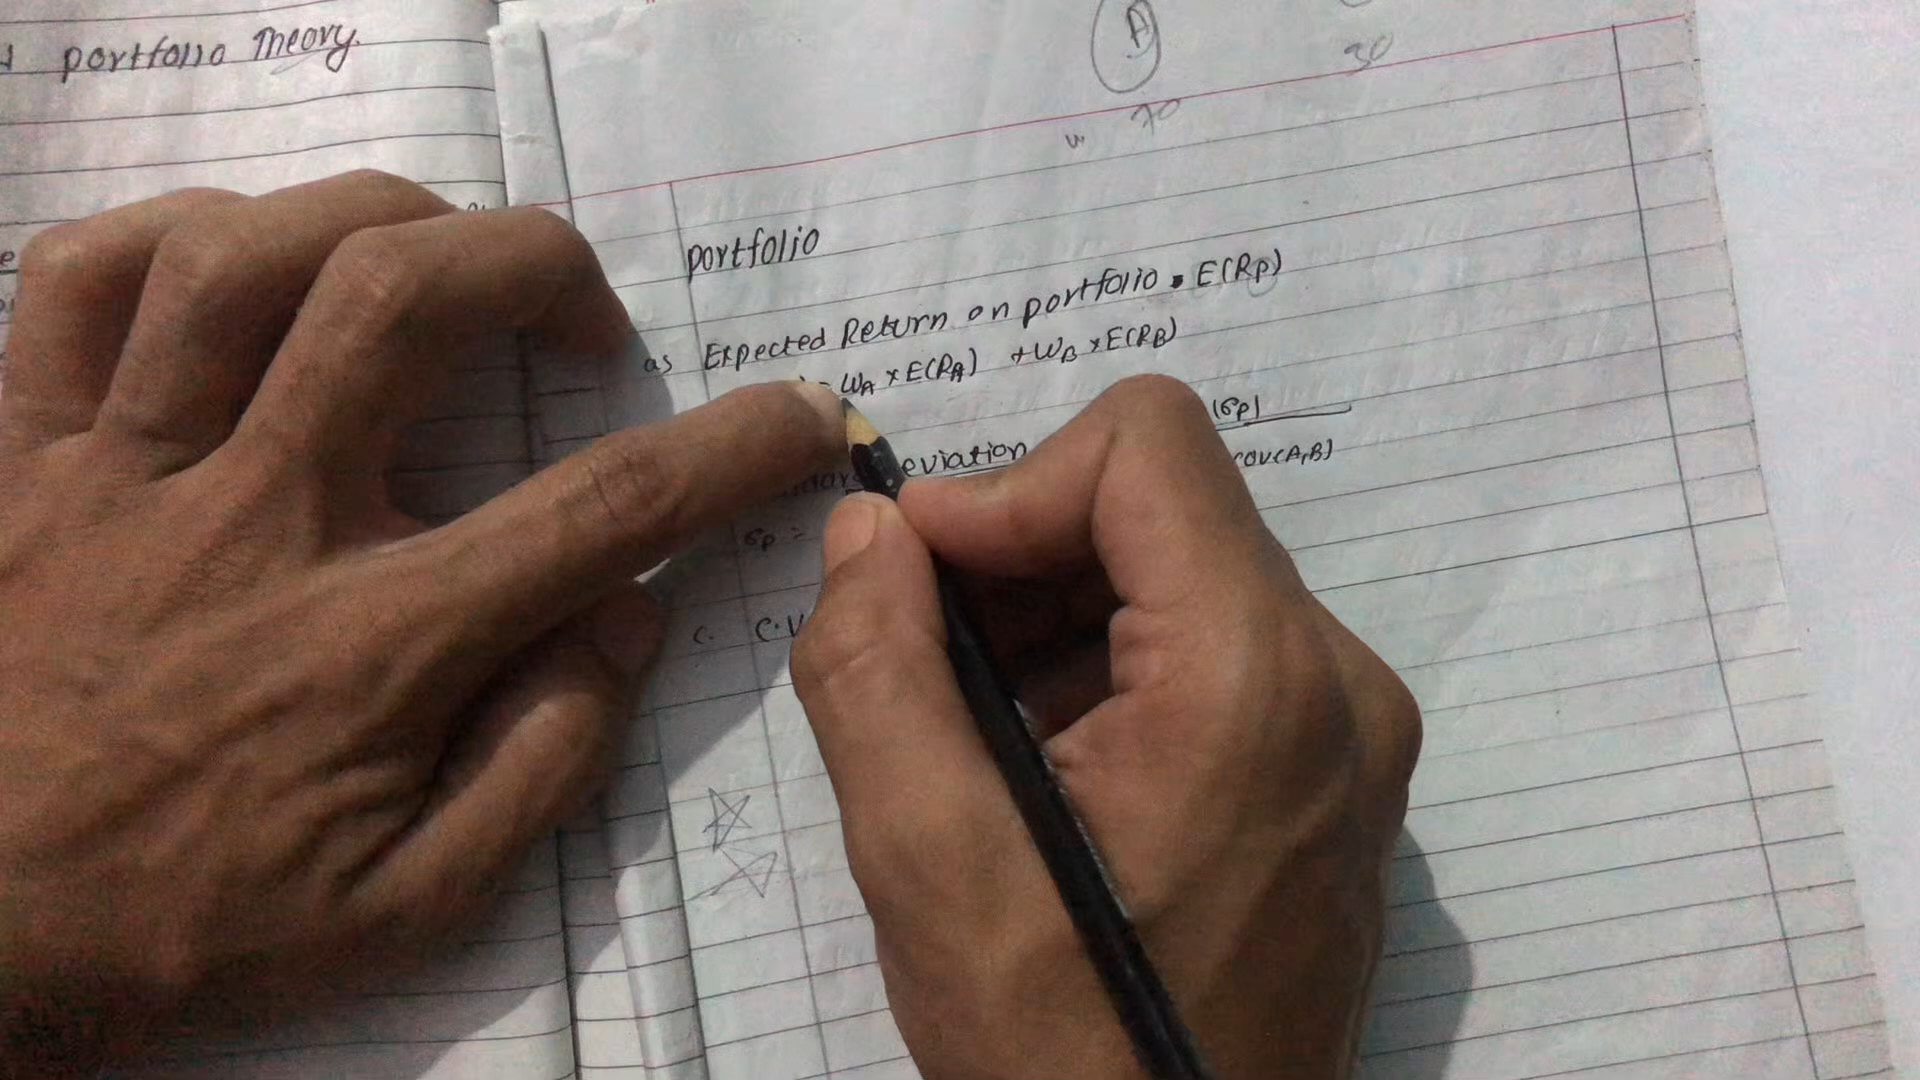 portfolio Theory.
A
30
w 70
portfolio
as Expected Return on portfolio . E(Rp)
= WA × E(RA) + WB × E(RB)
eviation (σp)
σp = cov(A,B)
c. C.V